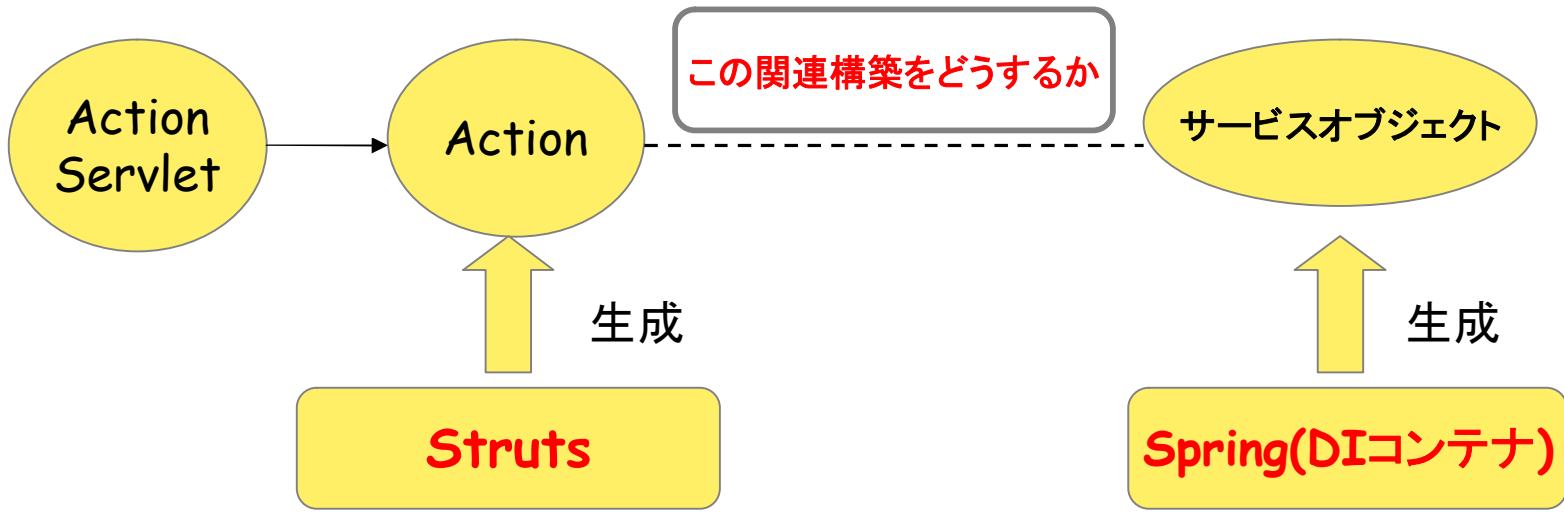 この関連構築をどうするか
Action
Servlet
Action
サービスオブジェクト
生成
生成
Struts
Spring(DIコンテナ)